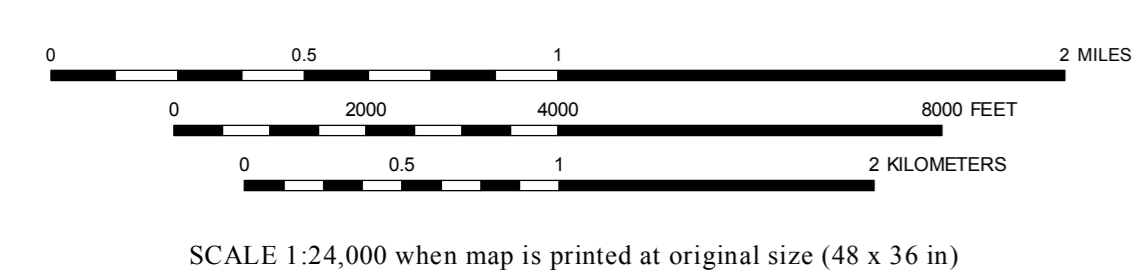 0 0.5 1 2 MILES
0 2000 4000 8000 FEET
0 0.5 1 2 KILOMETERS
SCALE 1:24,000 when map is printed at original size (48 x 36 in)